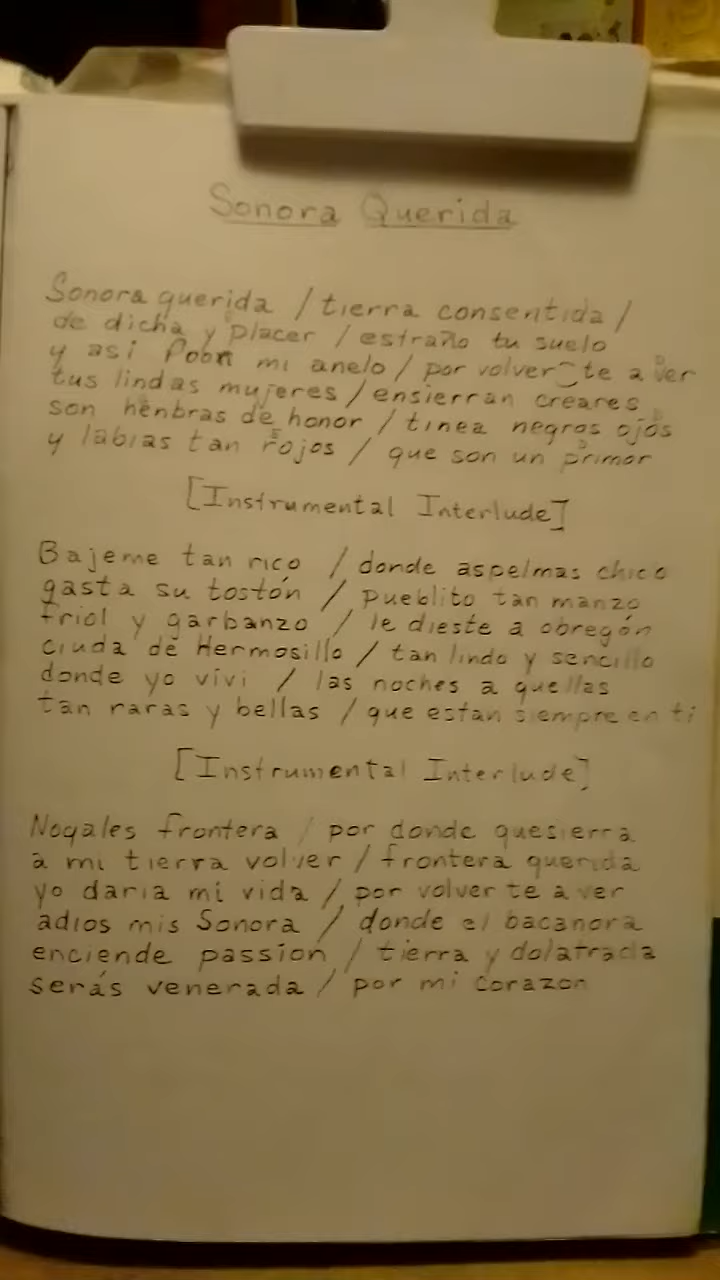 Sonora Querida
Sonora querida / tierra consentida /
de dicha y placer / estraño tu suelo
y asi mi anelo / por volver te a ver
tus lindas mujeres / ensierran creares
son henbras de honor / tinea negros ojos
y labias tan rojos / que son un primor
[Instrumental Interlude]
Bajeme tan rico / donde aspelmas chico
gasta su tostón / pueblito tan manzo
friol y garbanzo / le dieste a obregón
ciuda de Hermosillo / tan lindo y sencillo
donde yo vivi / las noches a quellas
tan raras y bellas / que estan siempre en ti
[Instrumental Interlude]
Nogales frontera / por donde quesierra
a mi tierra volver / frontera querida
yo daria mi vida / por volver te a ver
adios mis Sonora / donde el bacanora
enciende passion / tierra y dolatrada
serás venerada / por mi corazon